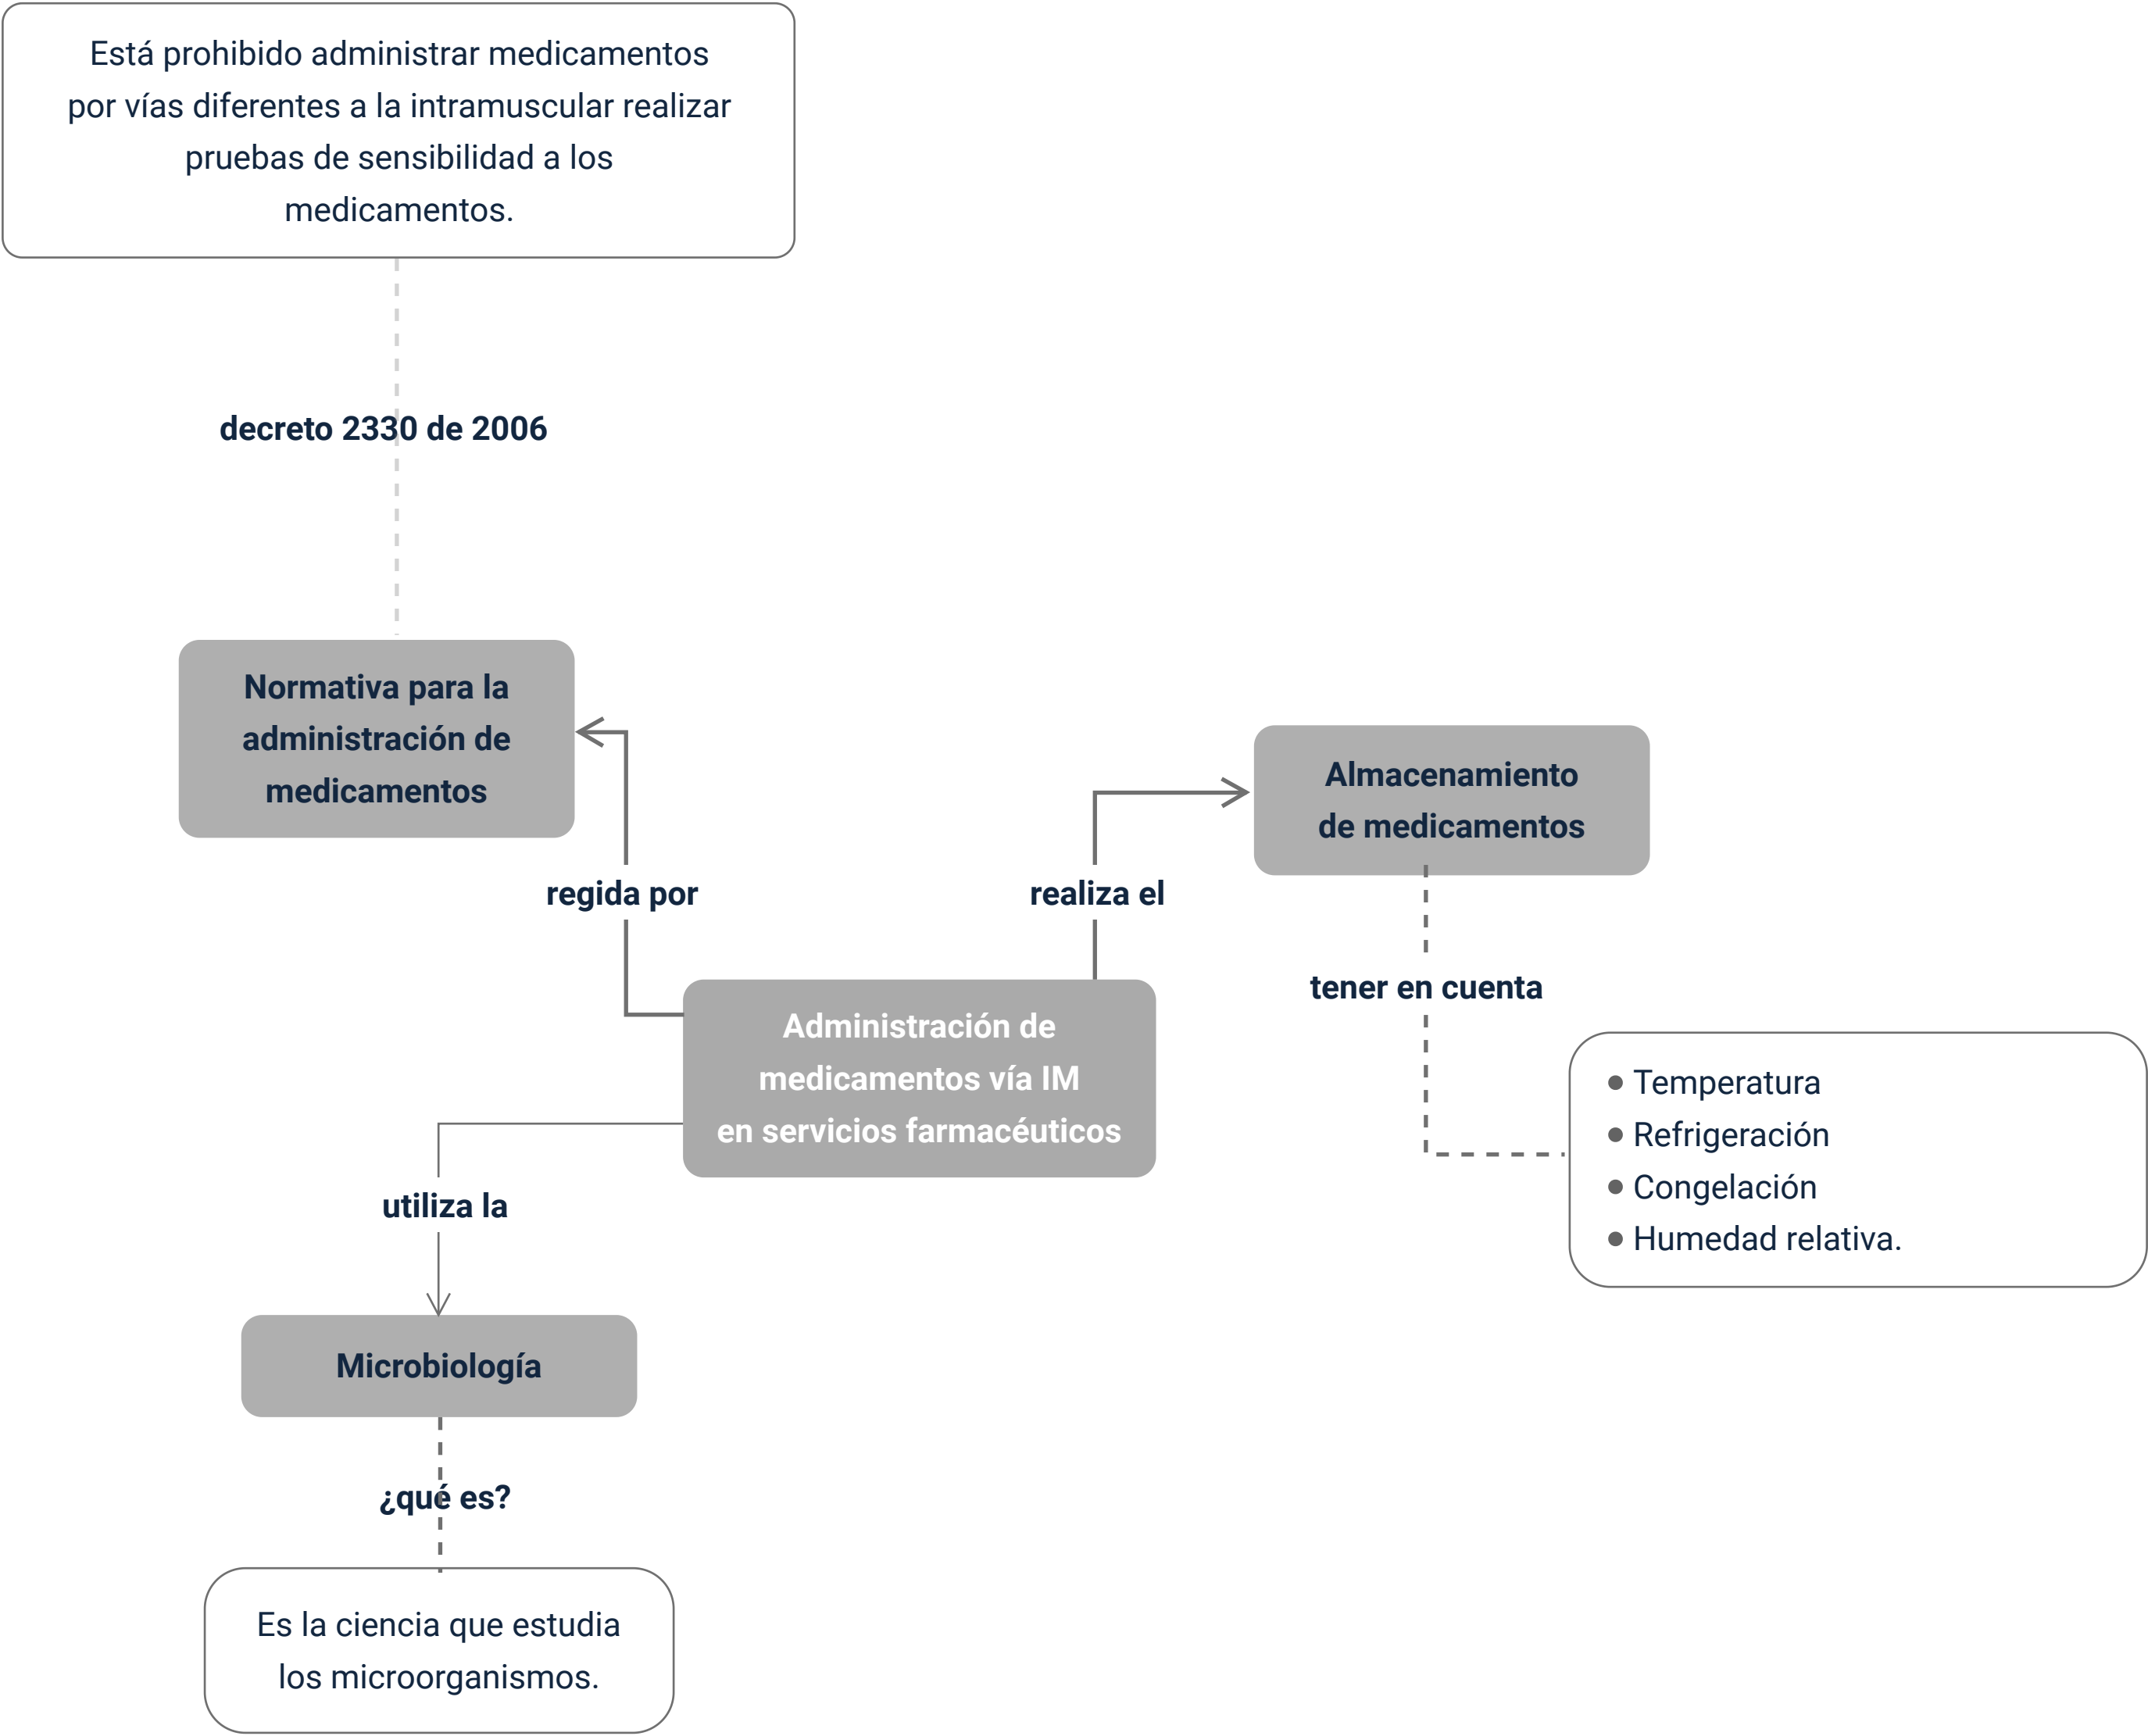 Está prohibido administrar medicamentos
por vías diferentes a la intramuscular realizar
pruebas de sensibilidad a los
medicamentos.
decreto 2330 de 2006
Normativa para la
administración de
medicamentos
Almacenamiento
de medicamentos
regida por
realiza el
tener en cuenta
Administración de
medicamentos vía IM
en servicios farmacéuticos
Temperatura
Refrigeración
Congelación
Humedad relativa.
utiliza la
Microbiología
¿qué es?
Es la ciencia que estudia
los microorganismos.